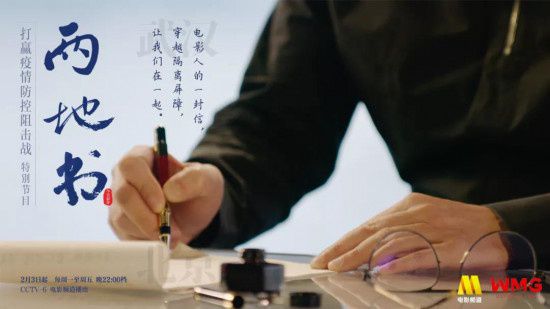 武汉
两地书
打赢疫情防控阻击战 特别节目
电影人的一封信,
穿越隔离屏障,
让我们在一起。
北京
2月3日起 每周一至周五 晚22:00档
CCTV-6 电影频道播出
电影频道
WMG